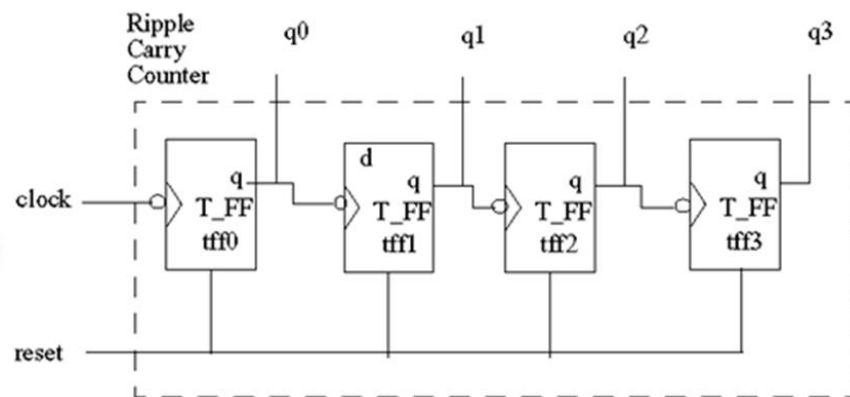 Ripple
Carry
Counter
q0
q1
q2
q3
clock
q
T_FF
tff0
d
q
T_FF
tff1
q
T_FF
tff2
q
T_FF
tff3
reset